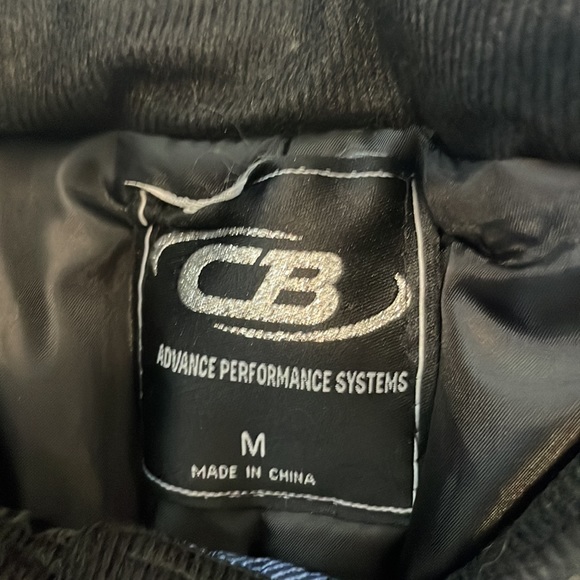 CB
ADVANCE PERFORMANCE SYSTEMS
M
MADE IN CHINA